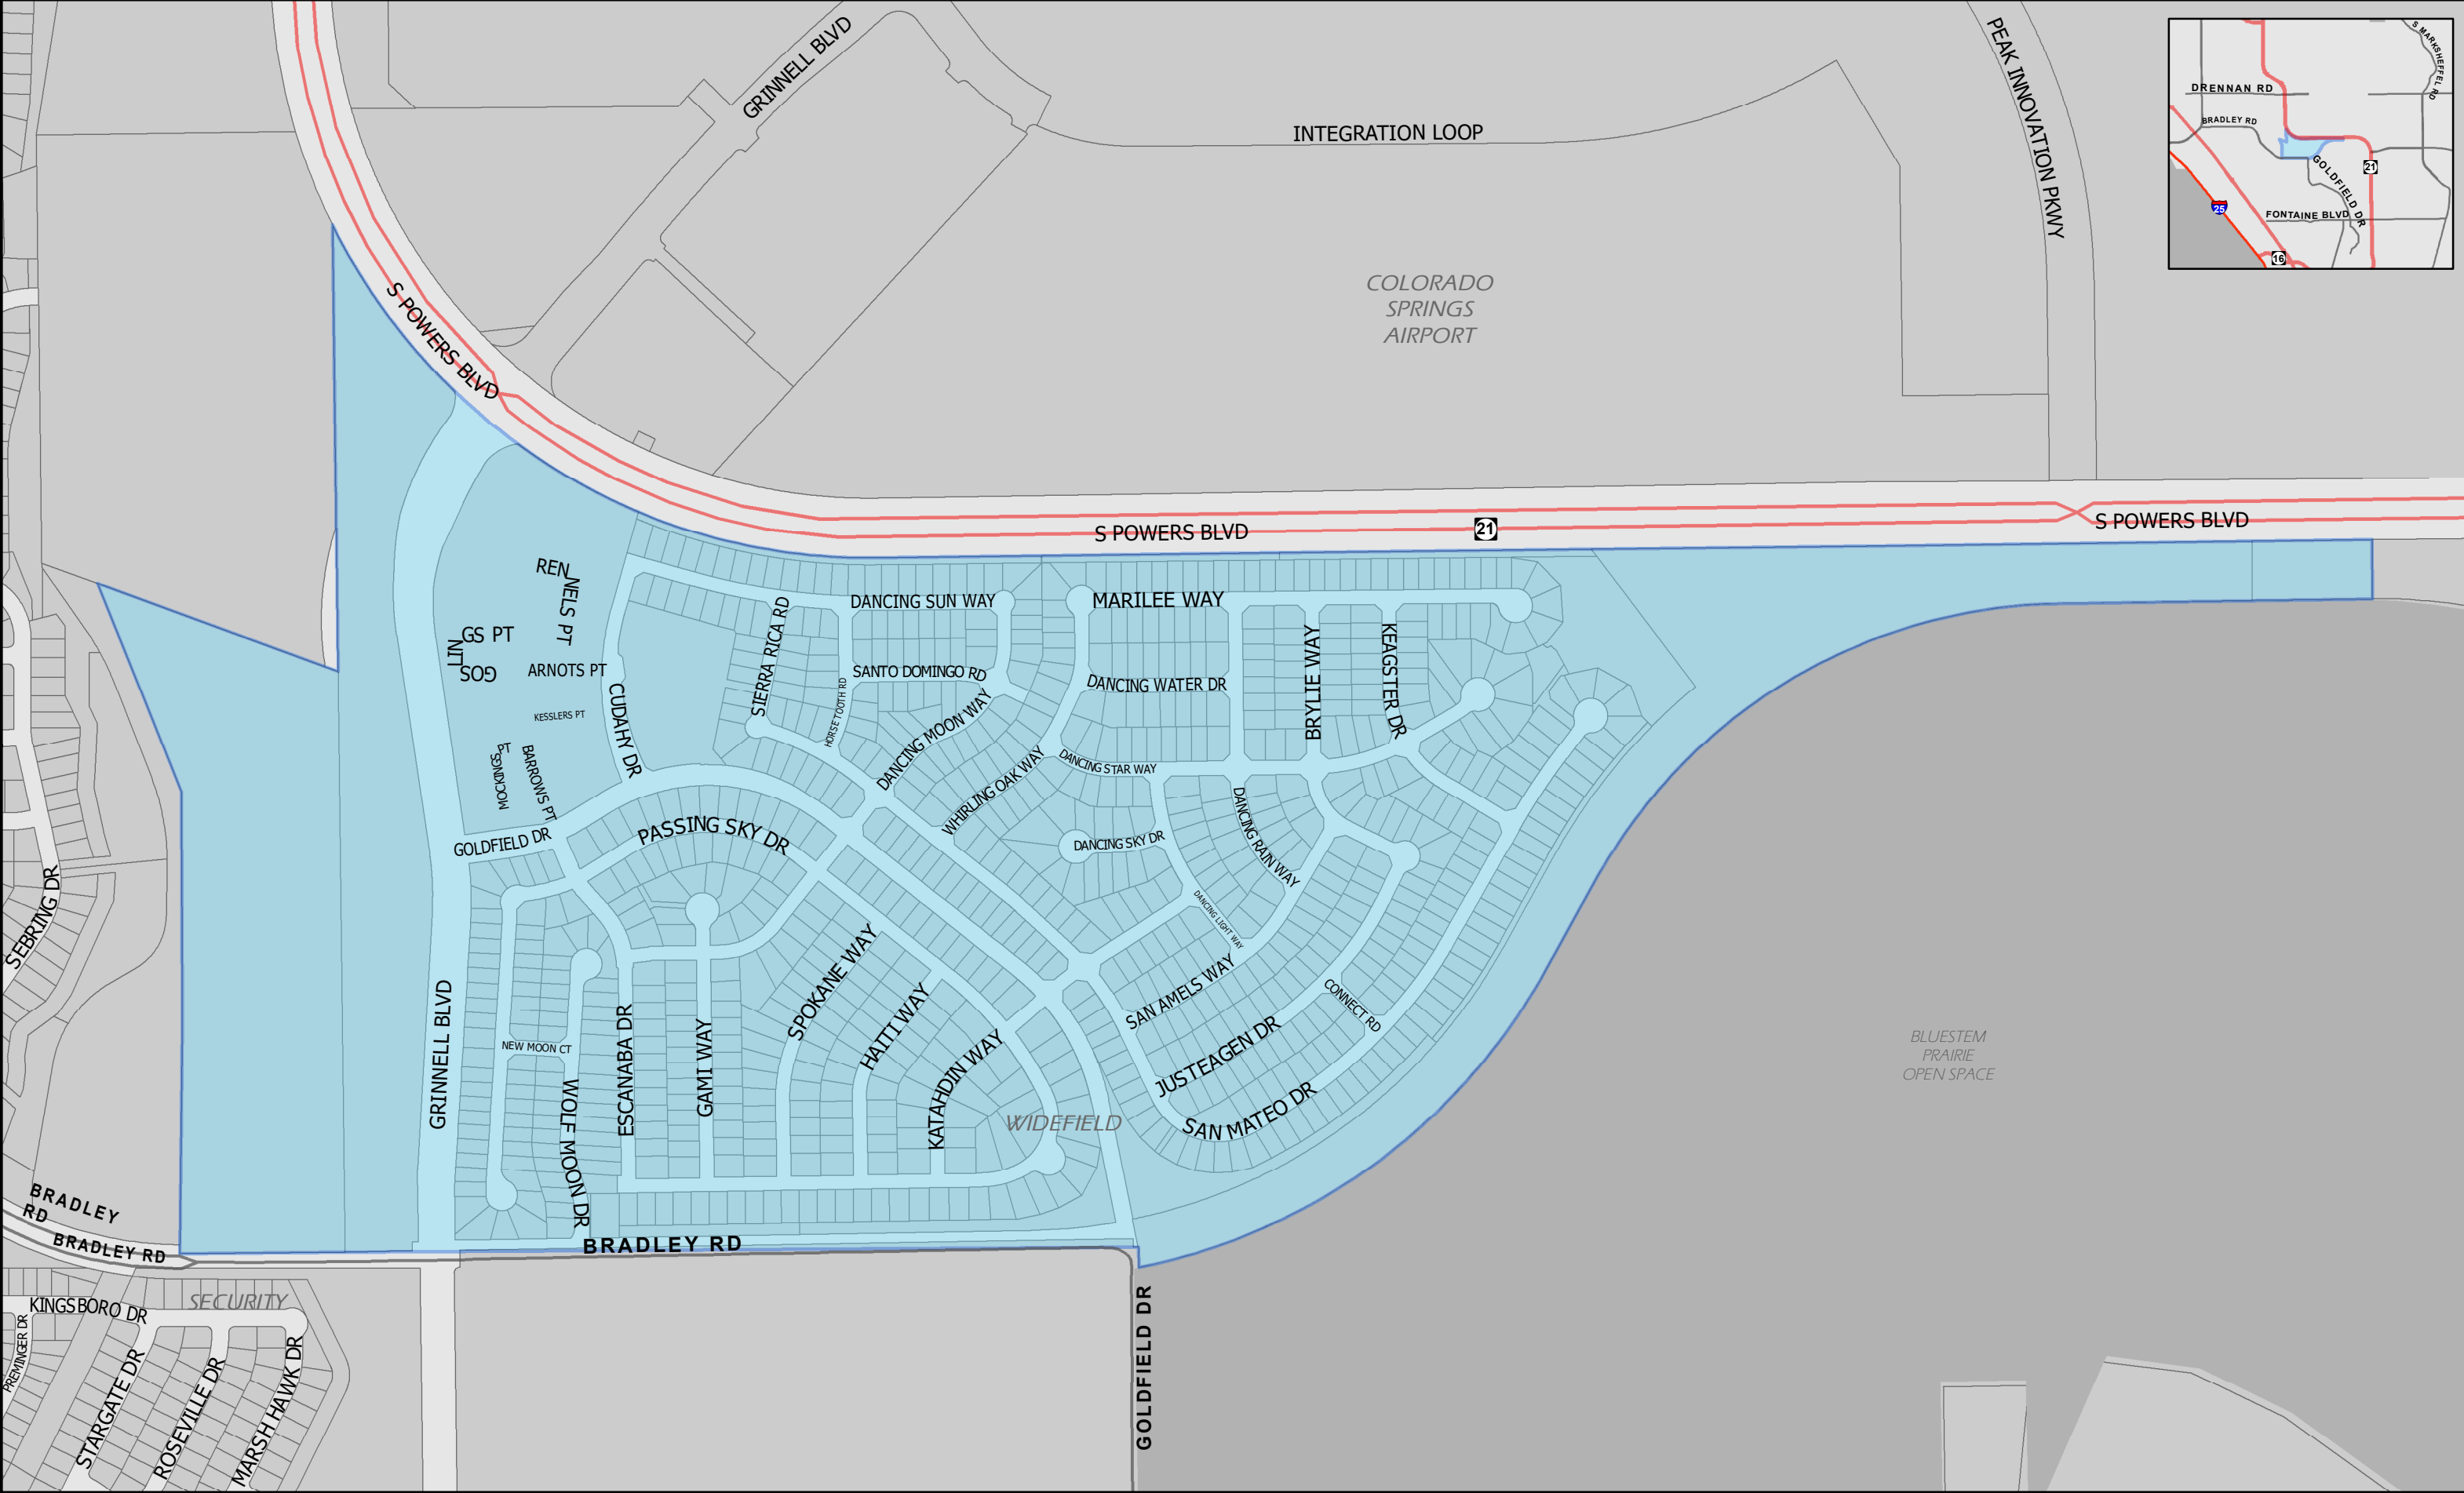 GRINNELL BLVD
PEAK INNOVATION PKWY
INTEGRATION LOOP
S MARKSHEFFEL RD
DRENNAN RD
BRADLEY RD
GOLDFIELD DR
21
FONTAINE BLVD
25
16
COLORADO
SPRINGS
AIRPORT
S POWERS BLVD
S POWERS BLVD
21
S POWERS BLVD
RENNELS PT
GOSLINGS PT
ARNOTS PT
KESSLERS PT
MOCKINGS PT
BARROWS PT
CUDAHY DR
SIERRA RICA RD
DANCING SUN WAY
MARILEE WAY
SANTO DOMINGO RD
HORSE TOOTH RD
DANCING MOON WAY
DANCING WATER DR
BRYLIE WAY
KEAGSTER DR
WHIRLING OAK WAY
DANCING STAR WAY
DANCING SKY DR
DANCING RAIN WAY
DANCING LIGHT WAY
GOLDFIELD DR
PASSING SKY DR
SEBRING DR
GRINNELL BLVD
NEW MOON CT
WOLF MOON DR
ESCANABA DR
GAMI WAY
SPOKANE WAY
HAITI WAY
KATAHDIN WAY
SAN AMELS WAY
CONNECT RD
JUSTEAGEN DR
SAN MATEO DR
WIDEFIELD
BLUESTEM
PRAIRIE
OPEN SPACE
BRADLEY
RD
BRADLEY RD
BRADLEY RD
GOLDFIELD DR
SECURITY
KINGSBORO DR
PREMINGER DR
STARGATE DR
ROSEVILLE DR
MARSH HAWK DR